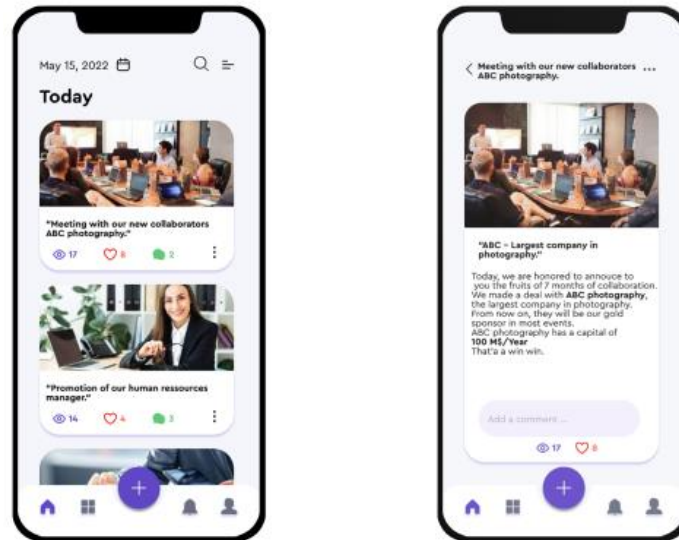 May 15, 2022
Today
"Meeting with our new collaborators
ABC photography."
17 8 2
"Promotion of our human ressources
manager."
14 4 3
Meeting with our new collaborators ...
ABC photography.
"ABC - Largest company in
photography."
Today, we are honored to annouce to
you the fruits of 7 months of collaboration.
We made a deal with ABC photography,
the largest company in photography.
From now on, they will be our gold
sponsor in most events.
ABC photography has a capital of
100 M$/Year
That'a a win win.
Add a comment ...
17 8